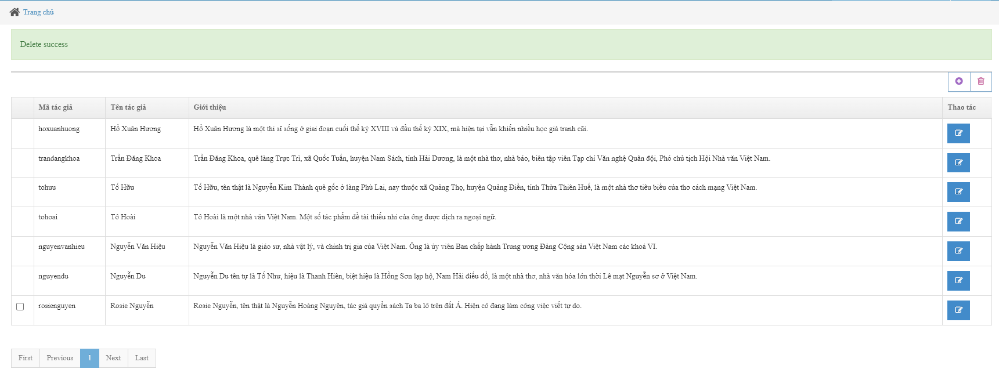 Trang chủ
Delete success
Mã tác giả Tên tác giả Giới thiệu Thao tác
hoxuanhuong Hồ Xuân Hương Hồ Xuân Hương là một thi sĩ sống ở giai đoạn cuối thế kỷ XVIII và đầu thế kỷ XIX, mà hiện tại vẫn khiến nhiều học giả tranh cãi.
trandangkhoa Trần Đăng Khoa Trần Đăng Khoa, quê làng Trực Trì, xã Quốc Tuấn, huyện Nam Sách, tỉnh Hải Dương, là một nhà thơ, nhà báo, biên tập viên Tạp chí Văn nghệ Quân đội, Phó chủ tịch Hội Nhà văn Việt Nam.
tohuu Tố Hữu Tố Hữu, tên thật là Nguyễn Kim Thành quê gốc ở làng Phù Lai, nay thuộc xã Quảng Thọ, huyện Quảng Điền, tỉnh Thừa Thiên Huế, là một nhà thơ tiêu biểu của thơ cách mạng Việt Nam.
tohoai Tô Hoài Tô Hoài là một nhà văn Việt Nam. Một số tác phẩm đề tài thiếu nhi của ông được dịch ra ngoại ngữ.
nguyenvanhieu Nguyễn Văn Hiệu Nguyễn Văn Hiệu là giáo sư, nhà vật lý, và chính trị gia của Việt Nam. Ông là ủy viên Ban chấp hành Trung ương Đảng Cộng sản Việt Nam các khoá VI.
nguyendu Nguyễn Du Nguyễn Du tên tự là Tố Như, hiệu là Thanh Hiên, biệt hiệu là Hồng Sơn lạp hộ, Nam Hải điếu đồ, là một nhà thơ, nhà văn hóa lớn thời Lê mạt Nguyễn sơ ở Việt Nam.
rosienguyen Rosie Nguyễn Rosie Nguyễn, tên thật là Nguyễn Hoàng Nguyên, tác giả quyển sách Ta ba lô trên đất Á. Hiện cô đang làm công việc viết tự do.
First Previous 1 Next Last